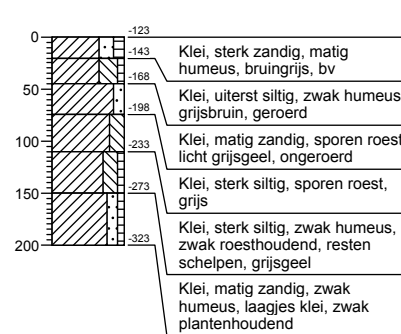 0
50
100
150
200
-123
-143
-168
-198
-233
-273
-323
Klei, sterk zandig, matig
humeus, bruingrijs, bv
Klei, uiterst siltig, zwak humeus,
grijsbruin, geroerd
Klei, matig zandig, sporen roest,
licht grijsgeel, ongeroerd
Klei, sterk siltig, sporen roest,
grijs
Klei, sterk siltig, zwak humeus,
zwak roesthoudend, resten
schelpen, grijsgeel
Klei, matig zandig, zwak
humeus, laagjes klei, zwak
plantenhoudend